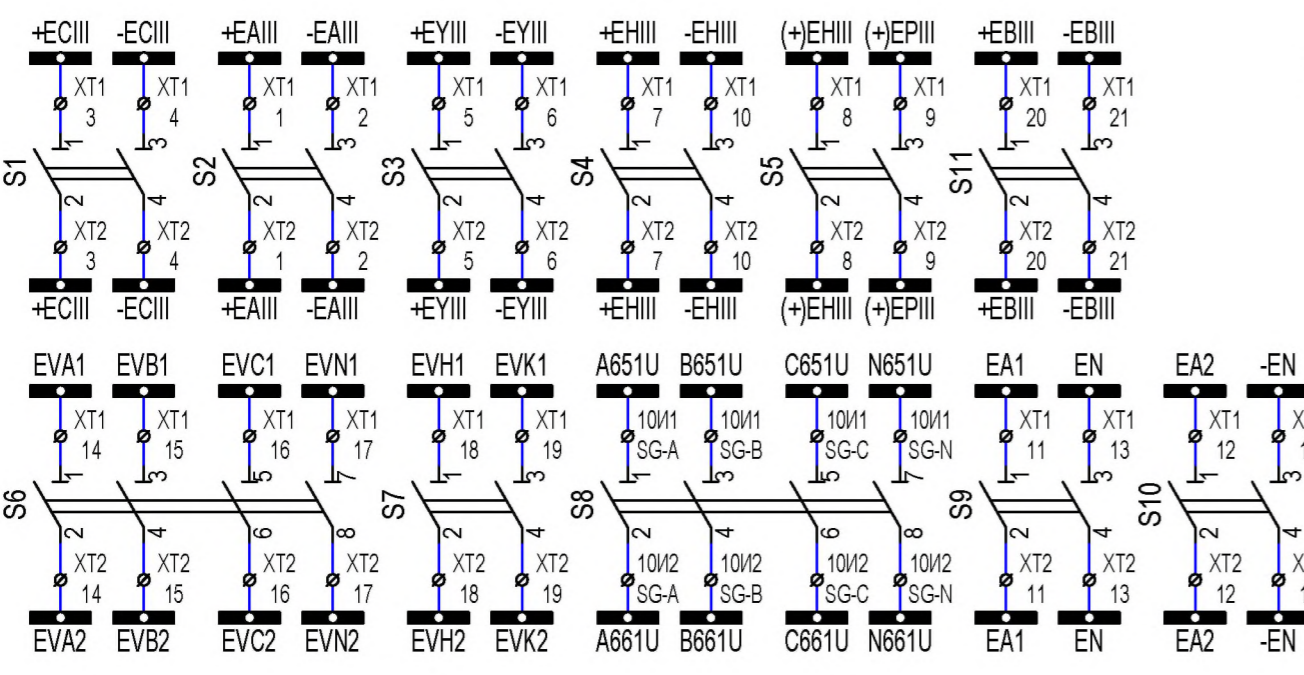 +ECIII -ECIII +EAIII -EAIII +EYIII -EYIII +EHIII -EHIII (+)EHIII (+)EPIII +EBIII -EBIII
XT1 XT1 XT1 XT1 XT1 XT1 XT1 XT1 XT1 XT1 XT1 XT1
3 4 1 2 5 6 7 10 8 9 20 21
1 3 1 3 1 3 1 3 1 3 1 3
S1 S2 S3 S4 S5 S11
2 4 2 4 2 4 2 4 2 4 2 4
XT2 XT2 XT2 XT2 XT2 XT2 XT2 XT2 XT2 XT2 XT2 XT2
3 4 1 2 5 6 7 10 8 9 20 21
+ECIII -ECIII +EAIII -EAIII +EYIII -EYIII +EHIII -EHIII (+)EHIII (+)EPIII +EBIII -EBIII
EVA1 EVB1 EVC1 EVN1 EVH1 EVK1 A651U B651U C651U N651U EA1 EN EA2 -EN
XT1 XT1 XT1 XT1 XT1 XT1 10И1 10И1 10И1 10И1 XT1 XT1 XT1
14 15 16 17 18 19 SG-A SG-B SG-C SG-N 11 13 12
1 3 5 7 1 3 1 3 5 7 1 3 1 3
S6 S7 S8 S9 S10
2 4 6 8 2 4 2 4 6 8 2 4 2 4
XT2 XT2 XT2 XT2 XT2 XT2 10И2 10И2 10И2 10И2 XT2 XT2 XT2
14 15 16 17 18 19 SG-A SG-B SG-C SG-N 11 13 12
EVA2 EVB2 EVC2 EVN2 EVH2 EVK2 A661U B661U C661U N661U EA1 EN EA2 -EN